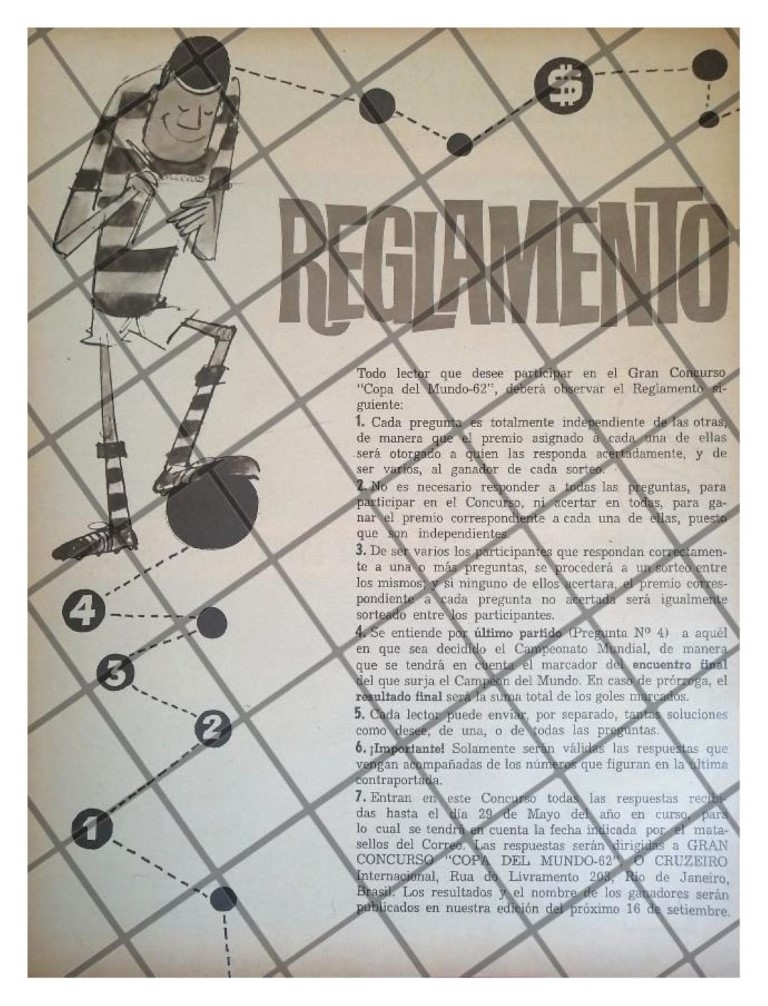 $
REGLAMENTO
Todo lector que desee participar en el Gran Concurso
"Copa del Mundo-62", deberá observar el Reglamento si-
guiente:
1. Cada pregunta es totalmente independiente de las otras,
de manera que el premio asignado a cada una de ellas
será otorgado a quien las responda acertadamente, y de
ser varios, al ganador de cada sorteo.
2. No es necesario responder a todas las preguntas, para
participar en el Concurso, ni acertar en todas, para ga-
nar el premio correspondiente a cada una de ellas, puesto
que son independientes.
3. De ser varios los participantes que respondan correctamen-
te a una o más preguntas, se procederá a un sorteo entre
los mismos; y si ninguno de ellos acertara, el premio corres-
pondiente a cada pregunta no acertada será igualmente
sorteado entre los participantes.
4. Se entiende por último partido (Pregunta Nº 4) a aquèl
en que sea decidido el Campeonato Mundial, de manera
que se tendrá en cuenta el marcador del encuentro final
del que surja el Campeón del Mundo. En caso de prórroga, el
resultado final será la suma total de los goles marcados.
5. Cada lector puede enviar, por separado, tantas soluciones
como desee, de una, o de todas las preguntas.
6. ¡Importante! Solamente serán válidas las respuestas que
vengan acompañadas de los números que figuran en la última
contraportada.
7. Entran en este Concurso todas las respuestas recibi-
das hasta el día 29 de Mayo del año en curso, para
lo cual se tendrá en cuenta la fecha indicada por el mata-
sellos del Correo. Las respuestas serán dirigidas a GRAN
CONCURSO "COPA DEL MUNDO-62", O CRUZEIRO
Internacional, Rua do Livramento 203, Rio de Janeiro,
Brasil. Los resultados y el nombre de los ganadores serán
publicados en nuestra edición del próximo 16 de setiembre.
4
3
2
1